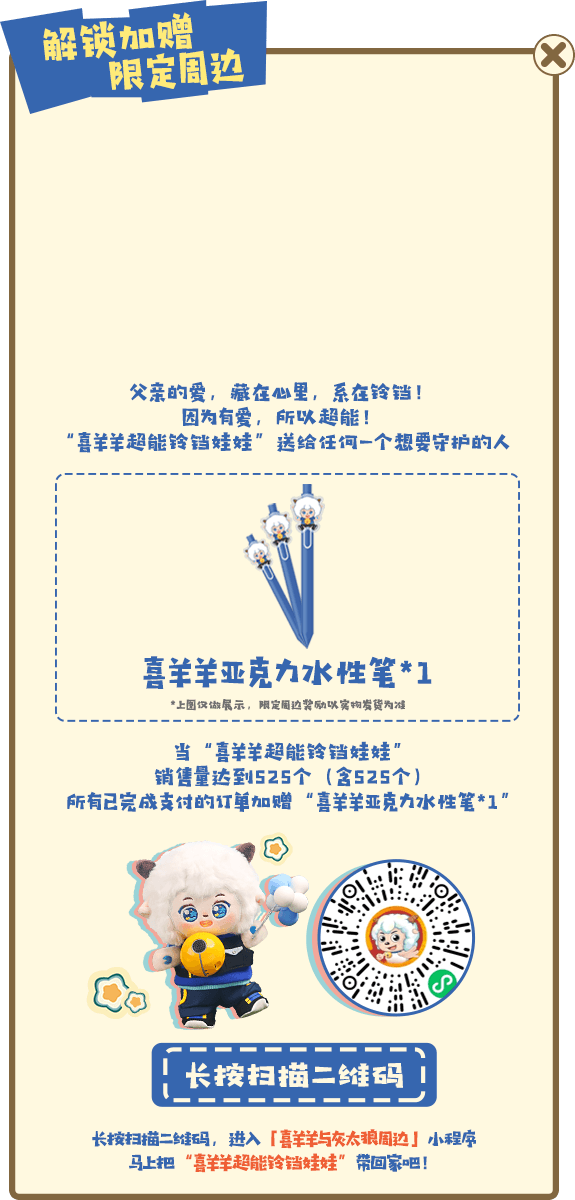 解锁加赠
限定周边
父亲的爱，藏在心里，系在铃铛！
因为有爱，所以超能！
“喜羊羊超能铃铛娃娃”送给任何一个想要守护的人
喜羊羊亚克力水性笔*1
*上图仅做展示，限定周边奖励以实物发货为准
当“喜羊羊超能铃铛娃娃”
销售量达到525个（含525个）
所有已完成支付的订单加赠“喜羊羊亚克力水性笔*1”
长按扫描二维码
长按扫描二维码，进入「喜羊羊与灰太狼周边」小程序
马上把“喜羊羊超能铃铛娃娃”带回家吧！